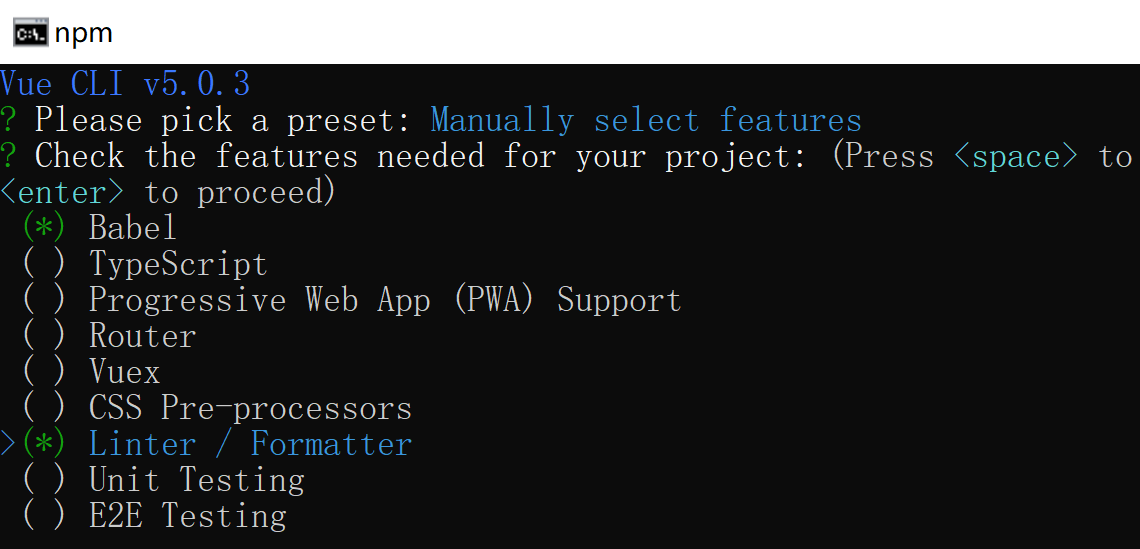 C:\. npm
Vue CLI v5.0.3
? Please pick a preset: Manually select features
? Check the features needed for your project: (Press <space> to
<enter> to proceed)
(*) Babel
( ) TypeScript
( ) Progressive Web App (PWA) Support
( ) Router
( ) Vuex
( ) CSS Pre-processors
>(*) Linter / Formatter
( ) Unit Testing
( ) E2E Testing